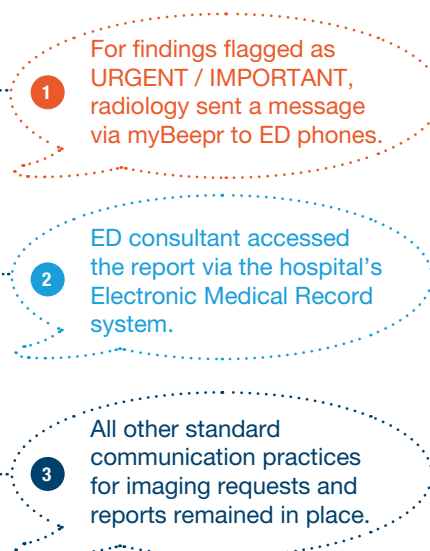 1
For findings flagged as
URGENT / IMPORTANT,
radiology sent a message
via myBeepr to ED phones.
2
ED consultant accessed
the report via the hospital’s
Electronic Medical Record
system.
3
All other standard
communication practices
for imaging requests and
reports remained in place.